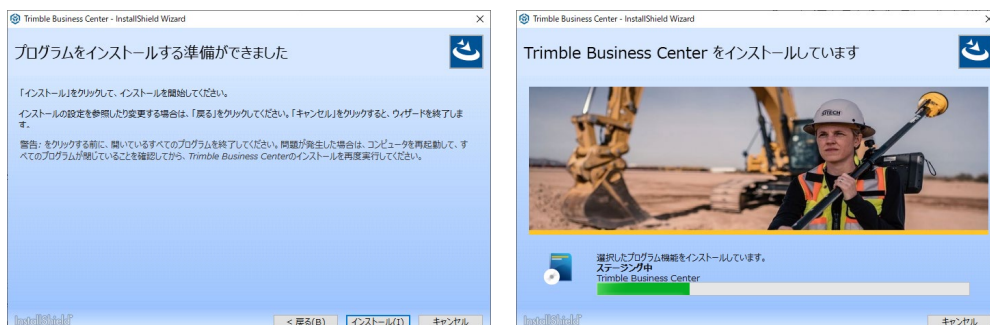 Trimble Business Center - InstallShield Wizard
プログラムをインストールする準備ができました
「インストール」をクリックして、インストールを開始してください。
インストールの設定を参照したり変更する場合は、「戻る」をクリックしてください。「キャンセル」をクリックすると、ウィザードを終了しま
す。
警告: をクリックする前に、開いているすべてのプログラムを終了してください。問題が発生した場合は、コンピュータを再起動して、す
べてのプログラムが閉じていることを確認してから、Trimble Business Centerのインストールを再度実行してください。
InstallShield
< 戻る(B)
インストール(I)
キャンセル
Trimble Business Center - InstallShield Wizard
Trimble Business Center をインストールしています
選択したプログラム機能をインストールしています。
ステージング中
Trimble Business Center
InstallShield
キャンセル